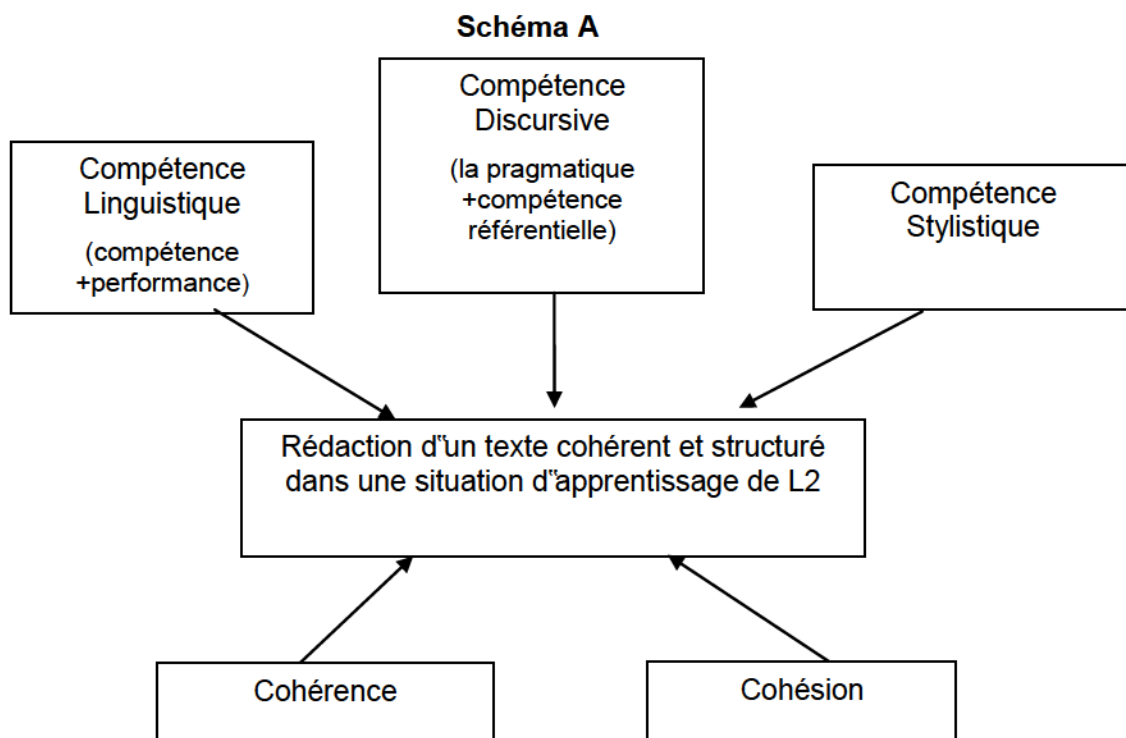 Schéma A
Compétence
Linguistique
(compétence
+performance)
Compétence
Discursive
(la pragmatique
+compétence
référentielle)
Compétence
Stylistique
Rédaction d‟un texte cohérent et structuré
dans une situation d‟apprentissage de L2
Cohérence
Cohésion